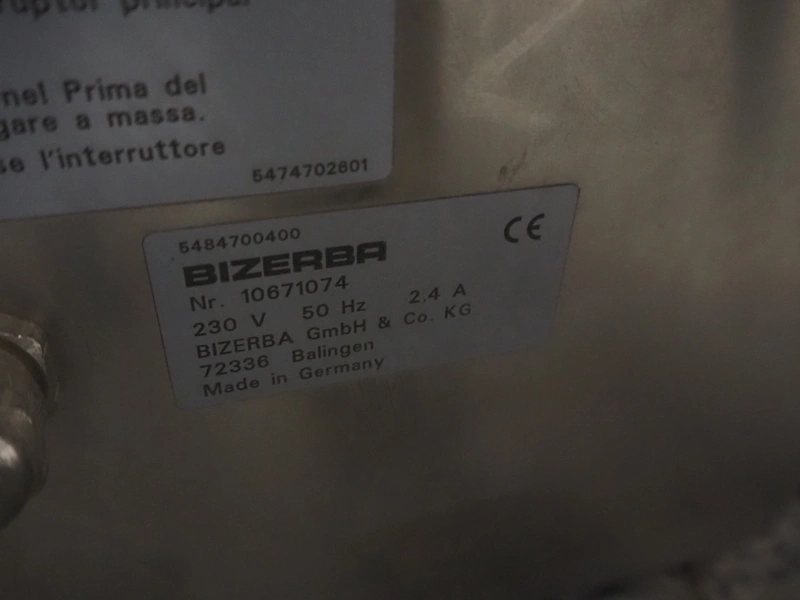 principal
nel Prima del
gare a massa.
se l'interruttore
5474702601
5484700400
CE
BIZERBA
Nr. 10671074
230 V 50 Hz 2.4 A
BIZERBA GmbH & Co. KG
72336 Balingen
Made in Germany